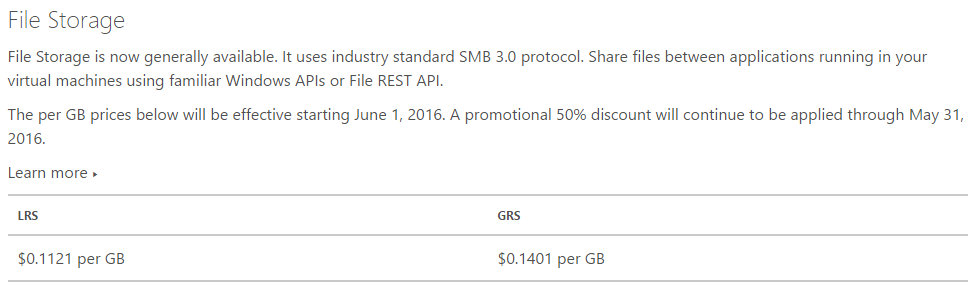 File Storage
File Storage is now generally available. It uses industry standard SMB 3.0 protocol. Share files between applications running in your
virtual machines using familiar Windows APIs or File REST API.
The per GB prices below will be effective starting June 1, 2016. A promotional 50% discount will continue to be applied through May 31,
2016.
Learn more ▸
LRS GRS
$0.1121 per GB $0.1401 per GB